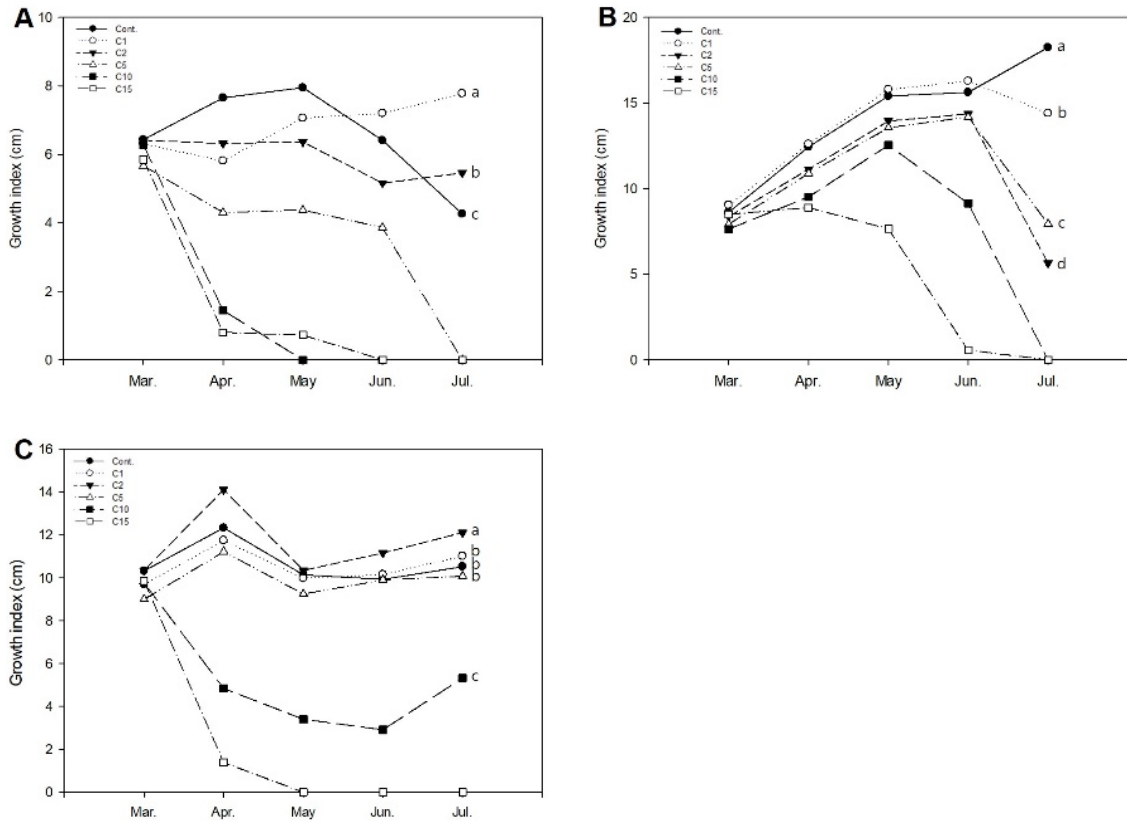 A
10
8
6
4
2
0
Growth index (cm)
Cont.
C1
C2
C5
C10
C15
a
b
c
Mar. Apr. May Jun. Jul.
B
20
15
10
5
0
Growth index (cm)
Cont.
C1
C2
C5
C10
C15
a
b
c
d
Mar. Apr. May Jun. Jul.
C
16
14
12
10
8
6
4
2
0
Growth index (cm)
Cont.
C1
C2
C5
C10
C15
a
b
b
b
c
Mar. Apr. May Jun. Jul.